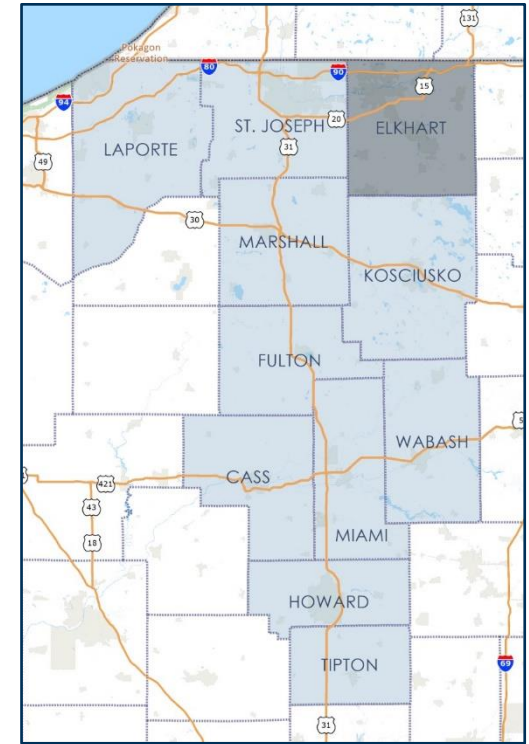 131
Pokagon
Reservation
80
90
15
94
20
ST. JOSEPH
ELKHART
LAPORTE
31
49
30
MARSHALL
KOSCIUSKO
FULTON
WABASH
5
CASS
421
43
MIAMI
18
HOWARD
TIPTON
69
31